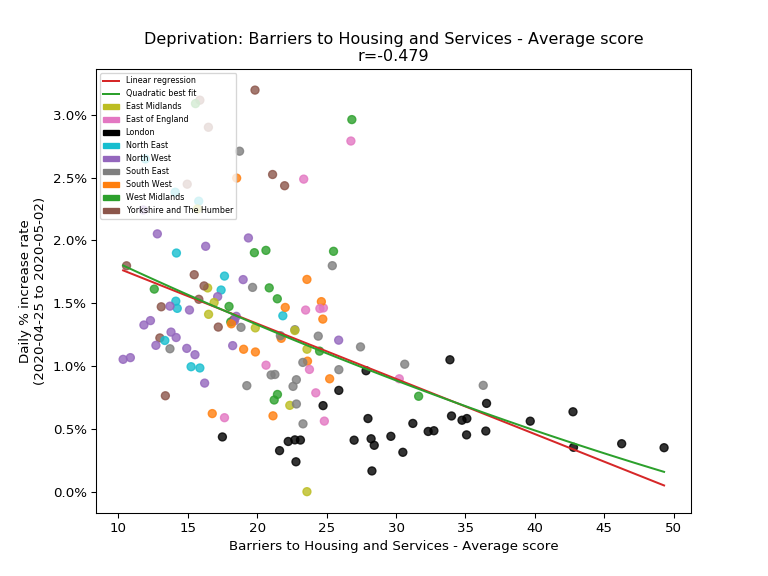 Deprivation: Barriers to Housing and Services - Average score
r=-0.479
Linear regression
Quadratic best fit
East Midlands
East of England
London
North East
North West
South East
South West
West Midlands
Yorkshire and The Humber
3.0%
2.5%
2.0%
1.5%
1.0%
0.5%
0.0%
Daily % increase rate
(2020-04-25 to 2020-05-02)
10 15 20 25 30 35 40 45 50
Barriers to Housing and Services - Average score